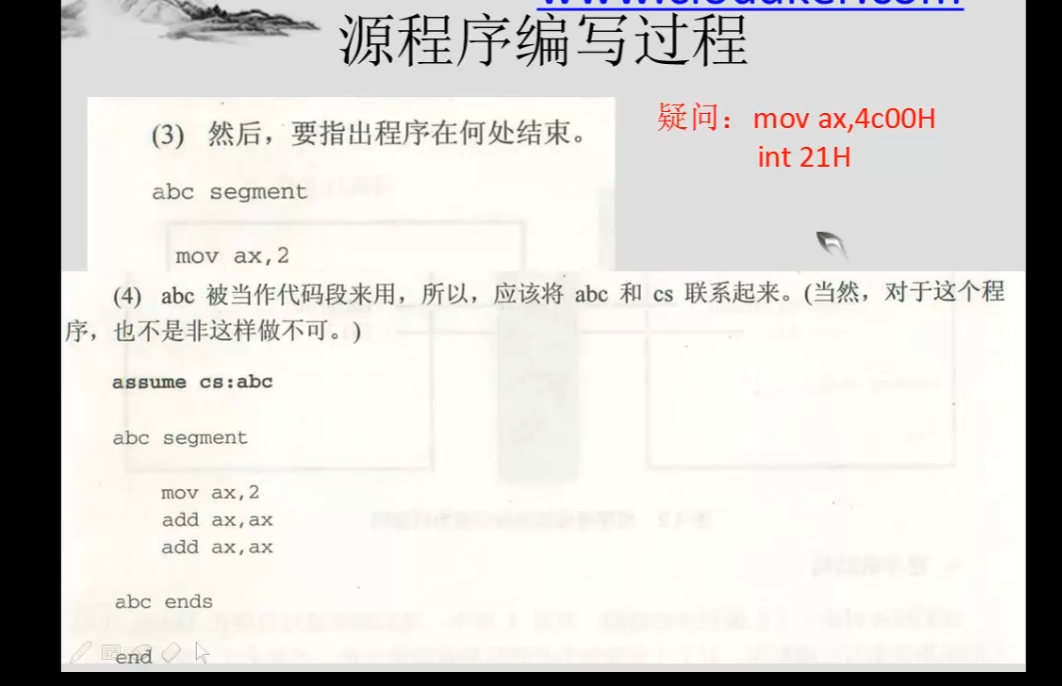 源程序编写过程
疑问：mov ax,4c00H
int 21H
(3) 然后，要指出程序在何处结束。
abc segment
mov ax,2
(4) abc 被当作代码段来用，所以，应该将 abc 和 cs 联系起来。(当然，对于这个程
序，也不是非这样做不可。)
assume cs:abc
abc segment
mov ax,2
add ax,ax
add ax,ax
abc ends
end